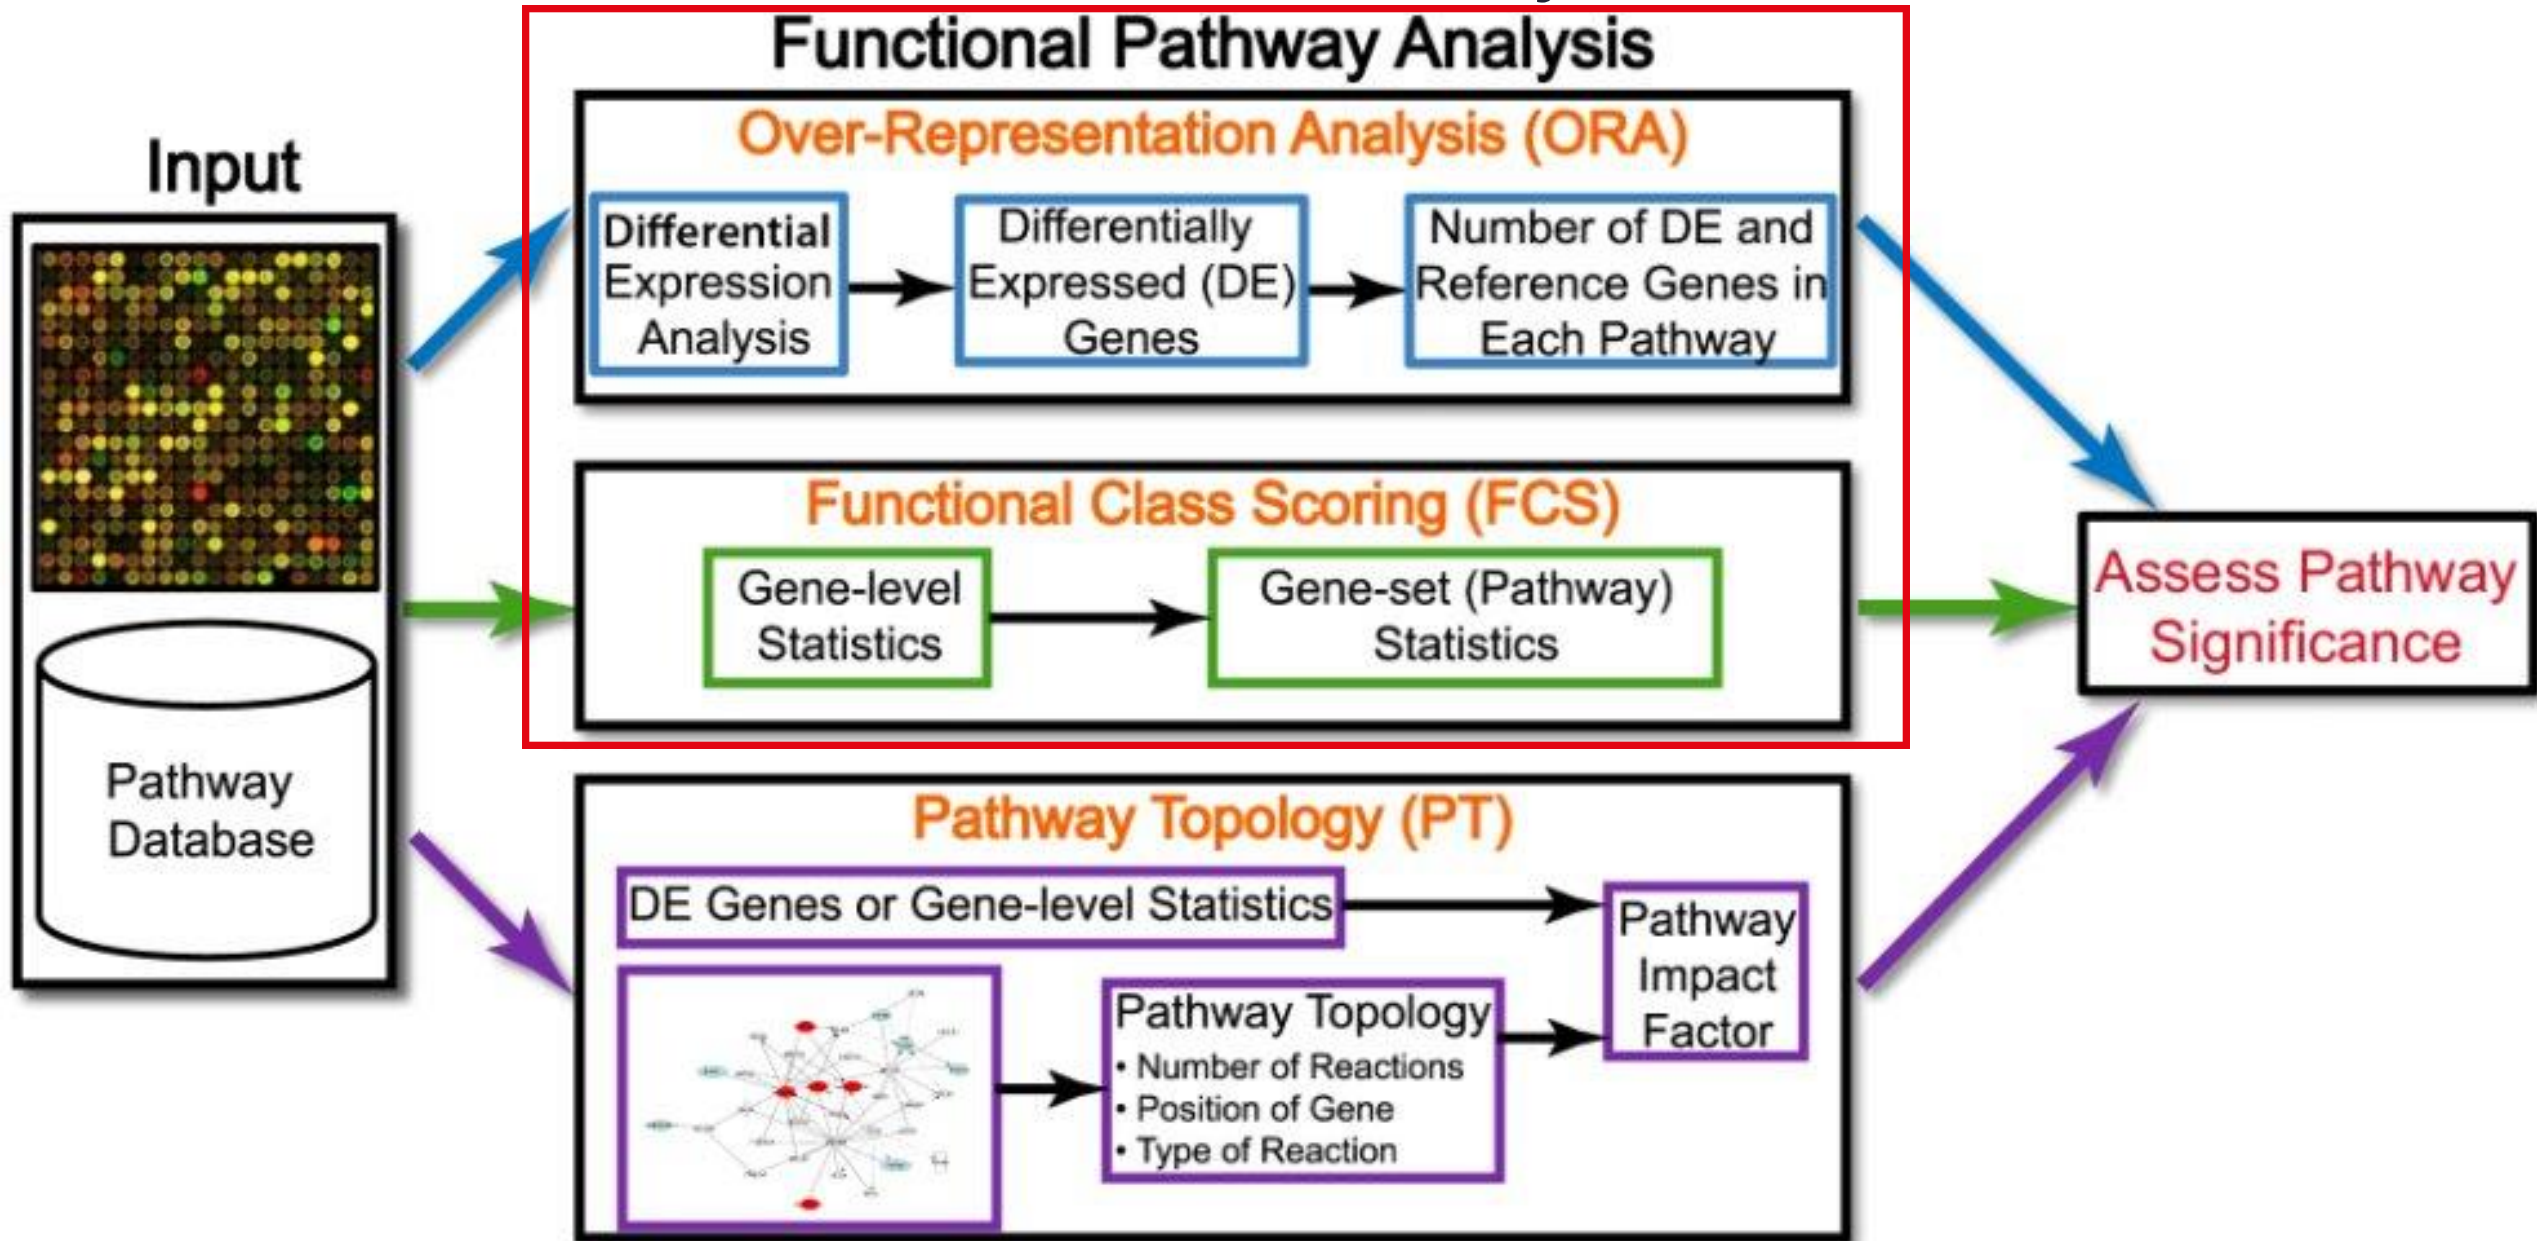 Functional Pathway Analysis
Input
Pathway
Database
Over-Representation Analysis (ORA)
Differential
Expression
Analysis
Differentially
Expressed (DE)
Genes
Number of DE and
Reference Genes in
Each Pathway
Functional Class Scoring (FCS)
Gene-level
Statistics
Gene-set (Pathway)
Statistics
Pathway Topology (PT)
DE Genes or Gene-level Statistics
Pathway Topology
• Number of Reactions
• Position of Gene
• Type of Reaction
Pathway
Impact
Factor
Assess Pathway
Significance